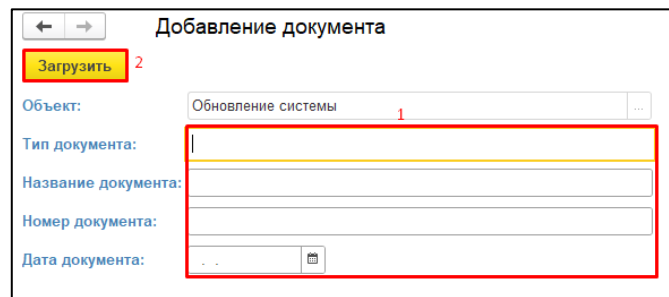 Добавление документа
Загрузить 2
Объект: Обновление системы ...
1
Тип документа:
Название документа:
Номер документа:
Дата документа: . .